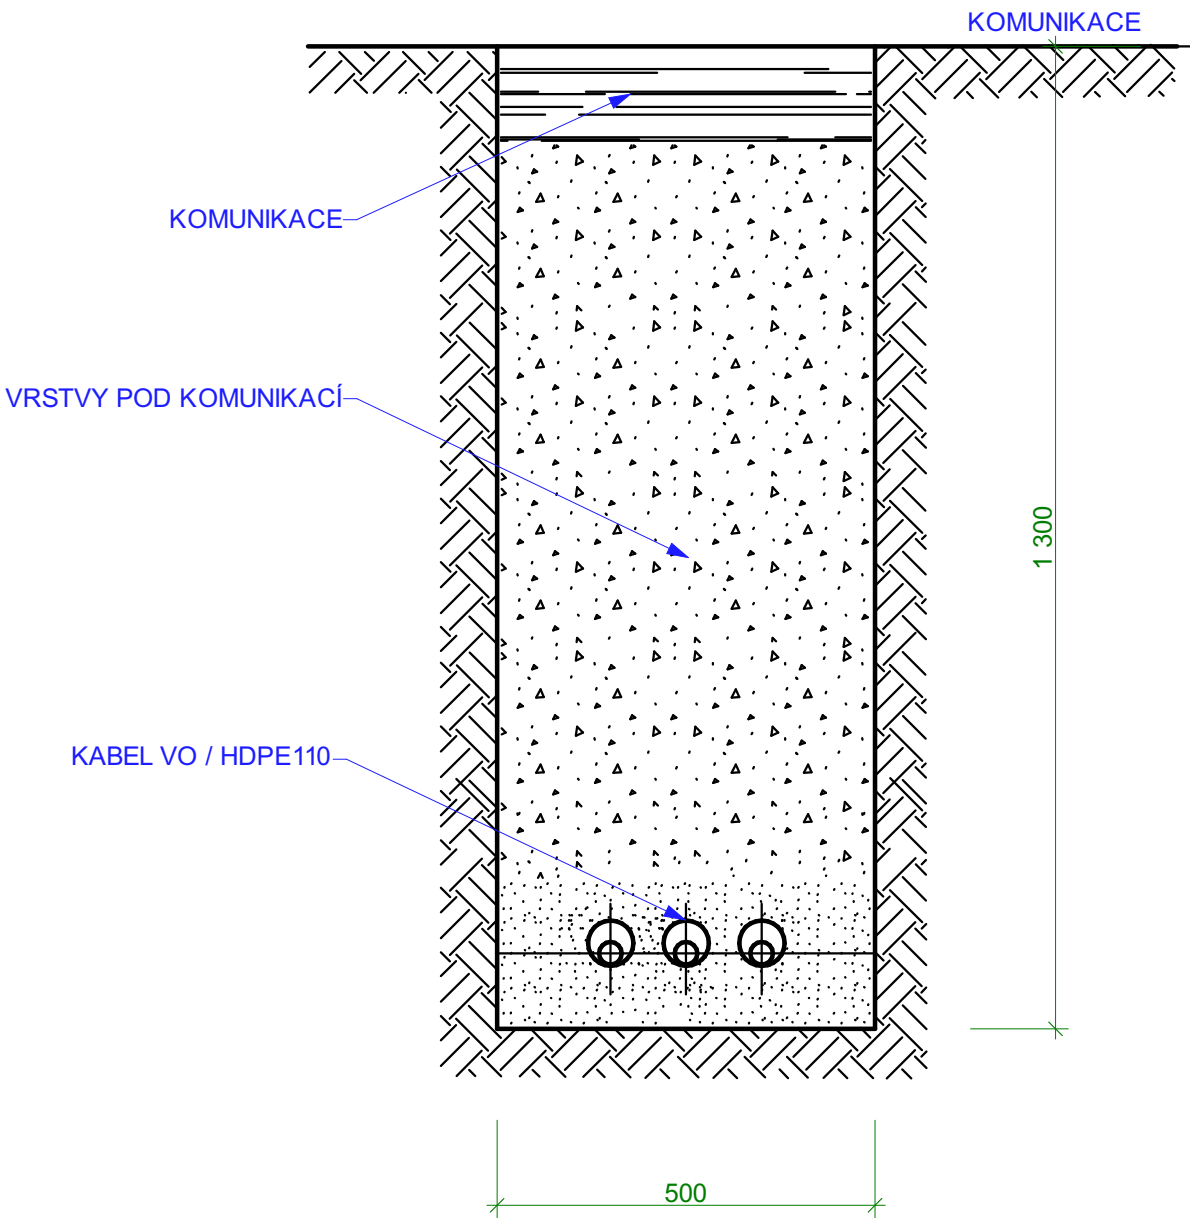 KOMUNIKACE
KOMUNIKACE
VRSTVY POD KOMUNIKACÍ
1 300
KABEL VO / HDPE110
500